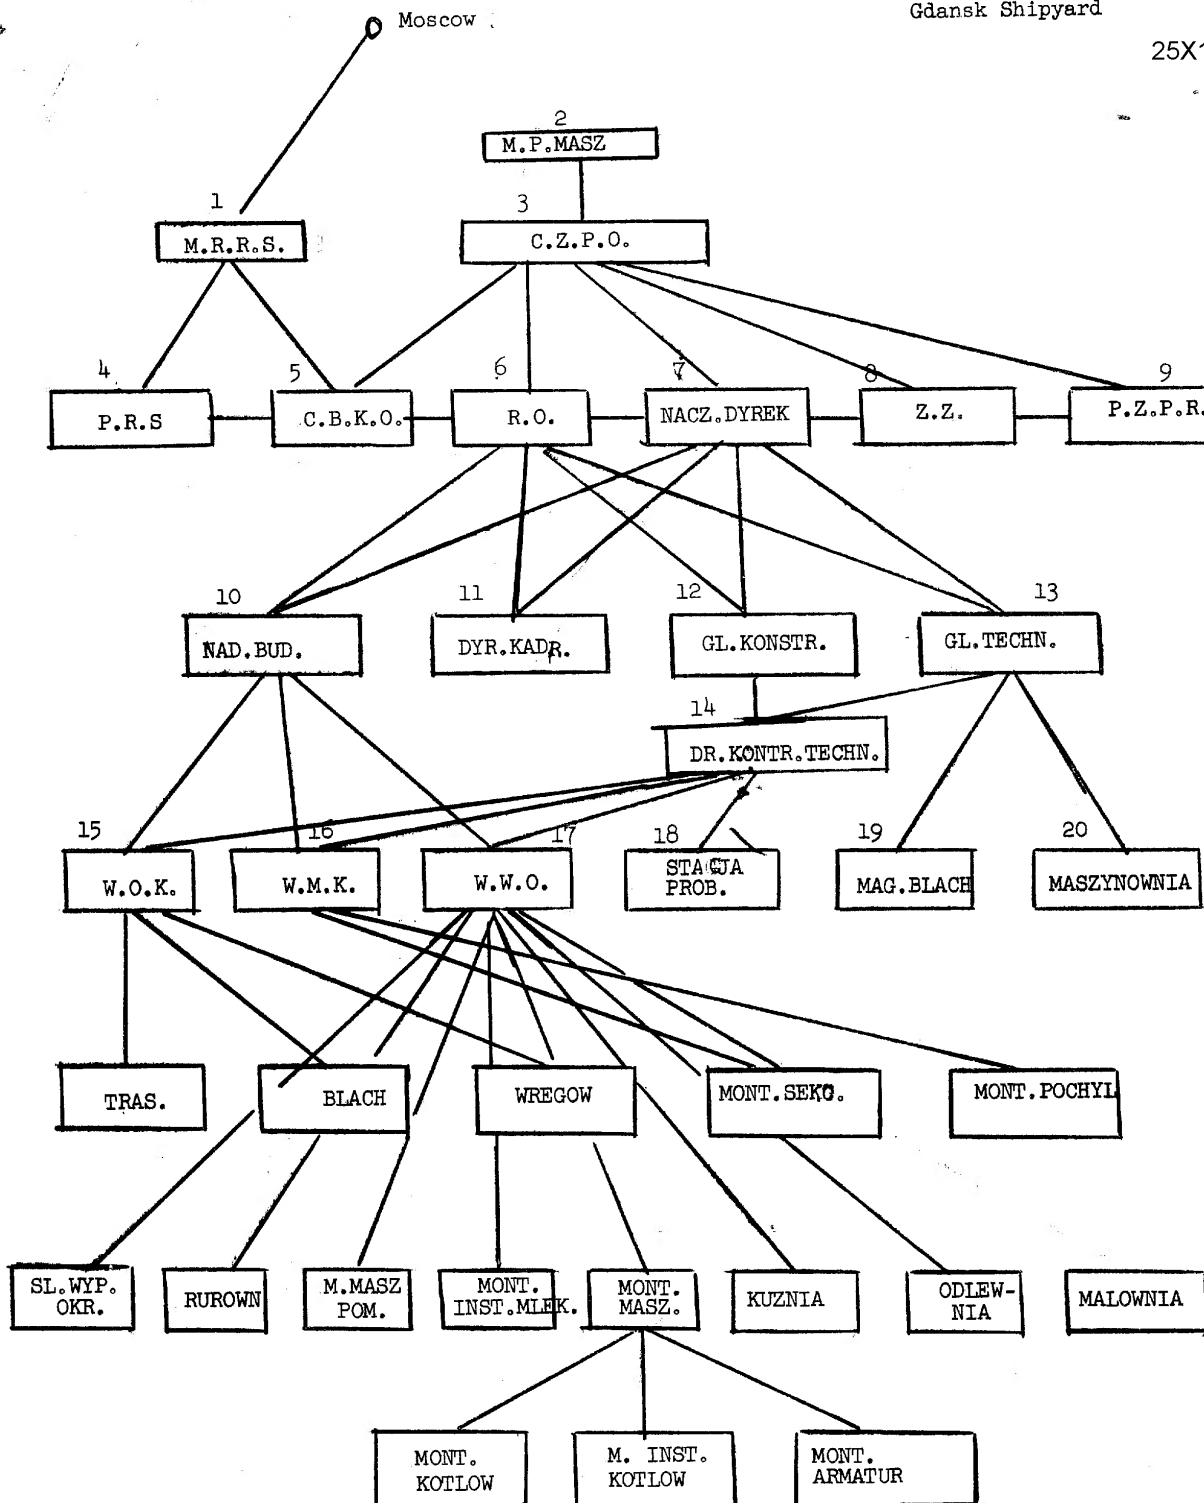 Moscow
Gdansk Shipyard
25X1
2
M.P.MASZ
1
3
M.R.R.S.
C.Z.P.O.
4
5
6
7
8
9
P.R.S
C.B.K.O.
R.O.
NACZ.DYREK
Z.Z.
P.Z.P.R.
10
11
12
13
NAD.BUD.
DYR.KADR.
GL.KONSTR.
GL.TECHN.
14
DR.KONTR.TECHN.
15
16
17
18
19
20
W.O.K.
W.M.K.
W.W.O.
STACJA
PROB.
MAG.BLACH
MASZYNOWNIA
TRAS.
BLACH
WREGOW
MONT.SEKC.
MONT.POCHYL
SL.WYP.
OKR.
RUROWN
M.MASZ
POM.
MONT.
INST.MLEK.
MONT.
MASZ.
KUZNIA
ODLEW-
NIA
MALOWNIA
MONT.
KOTLOW
M. INST.
KOTLOW
MONT.
ARMATUR